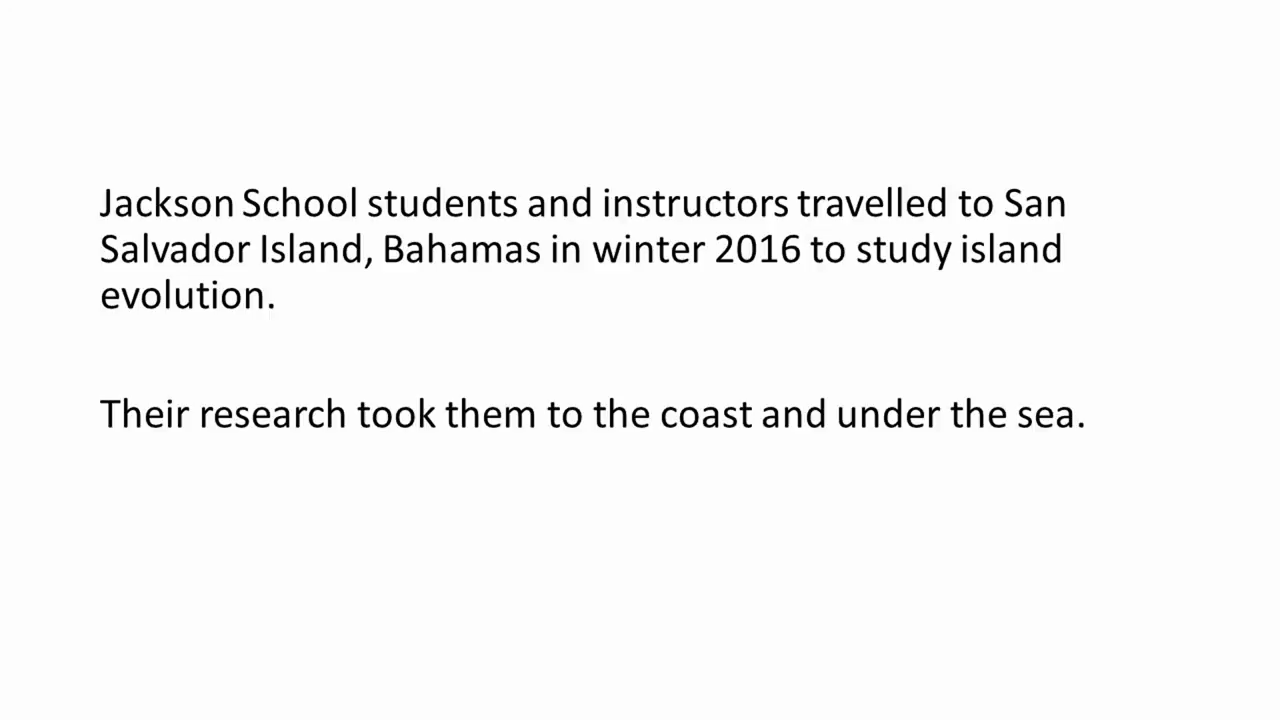 Jackson School students and instructors travelled to San
Salvador Island, Bahamas in winter 2016 to study island
evolution.
Their research took them to the coast and under the sea.